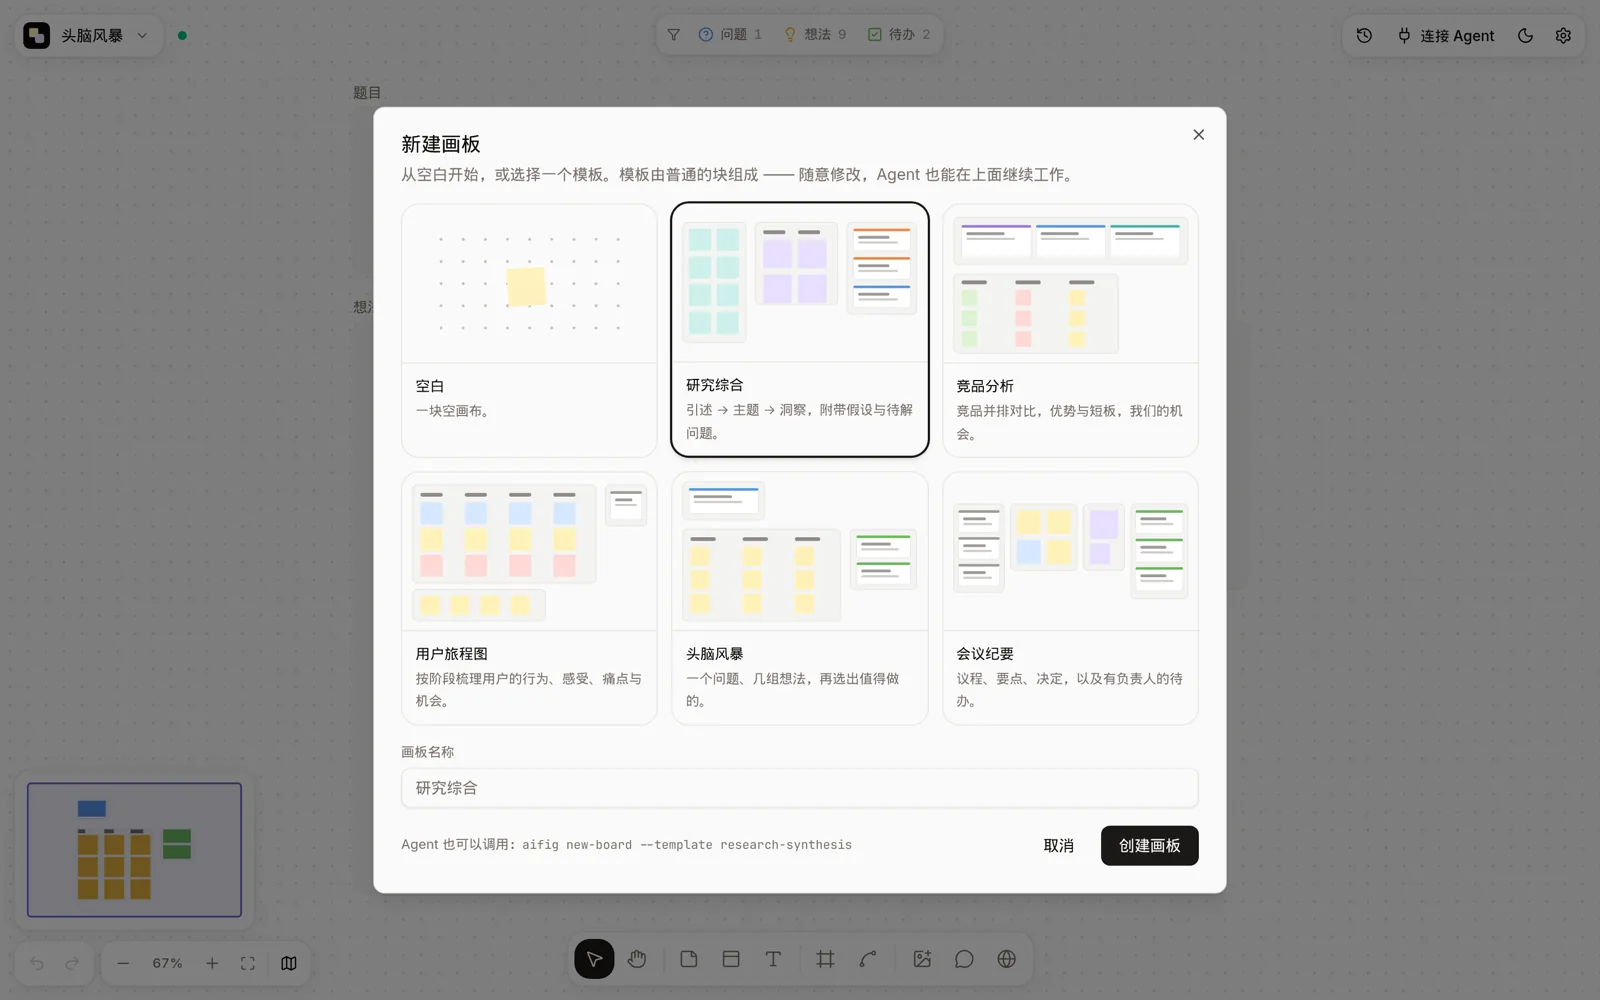 头脑风暴
问题 1
想法 9
待办 2
连接 Agent
题目
想
新建画板
从空白开始，或选择一个模板。模板由普通的块组成 —— 随意修改，Agent 也能在上面继续工作。
空白
一块空画布。
研究综合
引述 → 主题 → 洞察，附带假设与待解
问题。
竞品分析
竞品并排对比，优势与短板，我们的机
会。
用户旅程图
按阶段梳理用户的行为、感受、痛点与
机会。
头脑风暴
一个问题、几组想法，再选出值得做
的。
会议纪要
议程、要点、决定，以及有负责人的待
办。
画板名称
研究综合
Agent 也可以调用：aifig new-board --template research-synthesis
取消
创建画板
67%